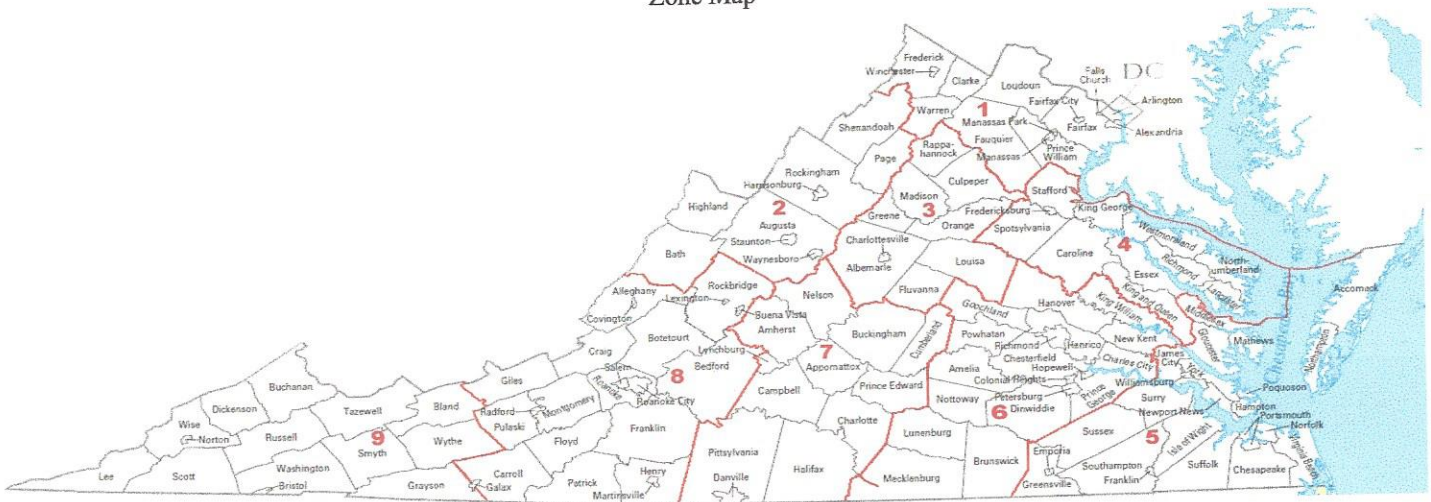 Zone Map
Frederick
Winchester
Clarke
Loudoun
Falls
Church
DC
Arlington
Warren
1
Fairfax City
Manassas Park
Fairfax
Alexandria
Shenandoah
Fauquier
Rappa-
hannock
Manassas
Prince
William
Page
Rockingham
Harrisonburg
Culpeper
Madison
Stafford
Highland
2
3
Fredericksburg
King George
Greene
Orange
Spotsylvania
Augusta
Staunton
Charlottesville
Westmoreland
4
Bath
Waynesboro
Albemarle
Louisa
Caroline
Richmond
North-
umberland
Essex
Lancaster
Accomack
Alleghany
Rockbridge
Lexington
Nelson
Fluvanna
Hanover
King and Queen
King William
Middlesex
Goochland
Covington
Buena Vista
Amherst
Buckingham
Cumberland
Powhatan
Richmond
Henrico
New Kent
Gloucester
Mathews
Northampton
Botetourt
Craig
Lynchburg
Bedford
7
Appomattox
Amelia
Chesterfield
Hopewell
Charles City
James
City
York
Salem
Roanoke
8
Campbell
Prince Edward
Colonial Heights
Williamsburg
Poquoson
Giles
Roanoke City
Nottoway
6
Petersburg
Dinwiddie
Prince
George
Surry
Newport News
Hampton
Portsmouth
Norfolk
Buchanan
Dickenson
Tazewell
Bland
Radford
Pulaski
Montgomery
Charlotte
Lunenburg
Sussex
5
Isle of Wight
Virginia Beach
Wise
Norton
Russell
9
Smyth
Wythe
Floyd
Franklin
Pittsylvania
Halifax
Brunswick
Emporia
Southampton
Suffolk
Chesapeake
Lee
Scott
Washington
Bristol
Grayson
Carroll
Galax
Patrick
Henry
Martinsville
Danville
Mecklenburg
Greensville
Franklin